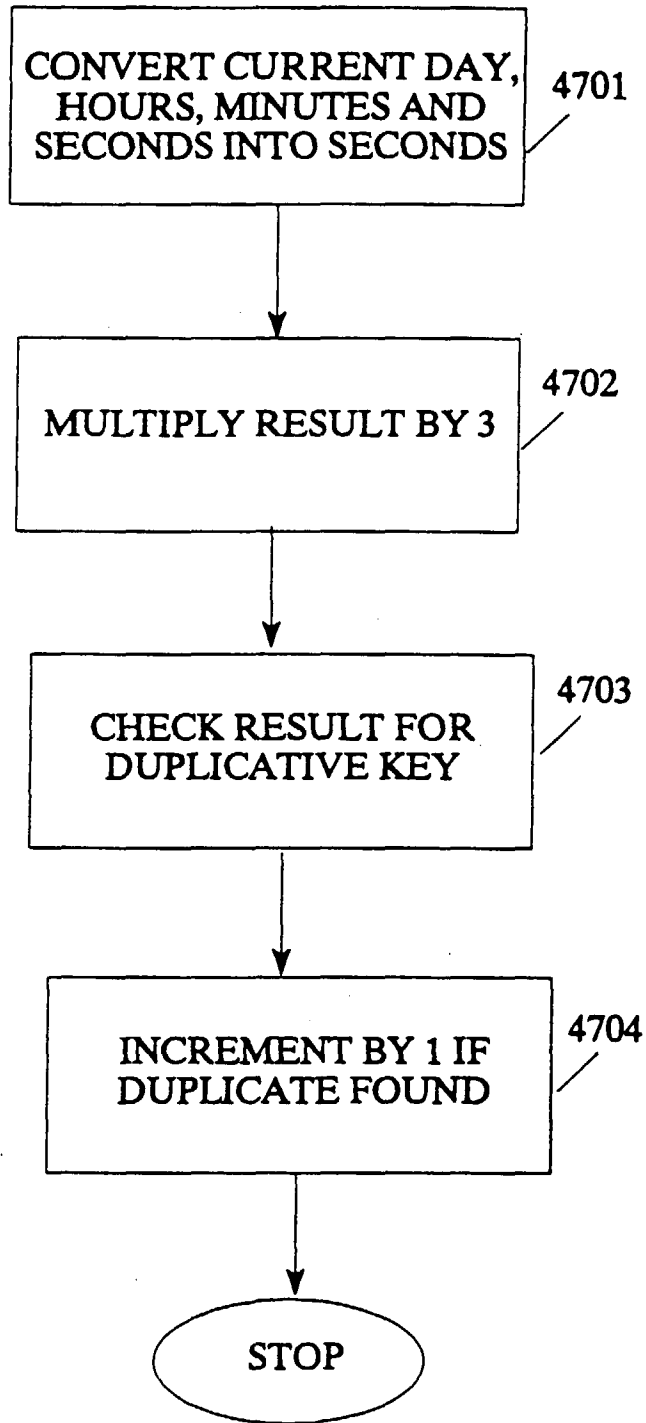 CONVERT CURRENT DAY,
HOURS, MINUTES AND
SECONDS INTO SECONDS
4701
MULTIPLY RESULT BY 3
4702
CHECK RESULT FOR
DUPLICATIVE KEY
4703
INCREMENT BY 1 IF
DUPLICATE FOUND
4704
STOP